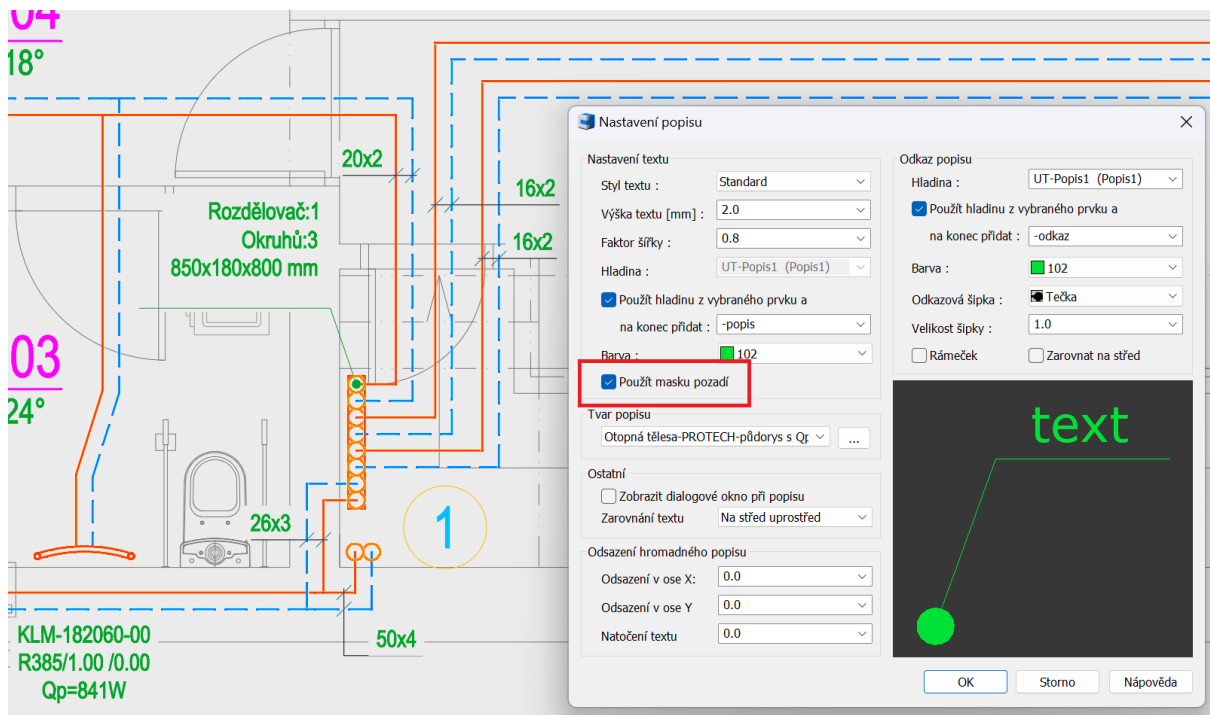 04
18°
20x2
16x2
Rozdělovač:1
Okruhů:3
850x180x800 mm
16x2
03
24°
26x3
1
KLM-182060-00
R385/1.00 /0.00
Qp=841W
50x4
Nastavení popisu
Nastavení textu
Styl textu :
Standard
Výška textu [mm] :
2.0
Faktor šířky :
0.8
Hladina :
UT-Popis1 (Popis1)
Použít hladinu z vybraného prvku a
na konec přidat :
-popis
Barva :
102
Použít masku pozadí
Tvar popisu
Otopná tělesa-PROTECH-půdorys s Qp
...
Ostatní
Zobrazit dialogové okno při popisu
Zarovnání textu
Na střed uprostřed
Odsazení hromadného popisu
Odsazení v ose X:
0.0
Odsazení v ose Y
0.0
Natočení textu
0.0
Odkaz popisu
Hladina :
UT-Popis1 (Popis1)
Použít hladinu z vybraného prvku a
na konec přidat :
-odkaz
Barva :
102
Odkazová šipka :
Tečka
Velikost šipky :
1.0
Rámeček
Zarovnat na střed
text
OK
Storno
Nápověda